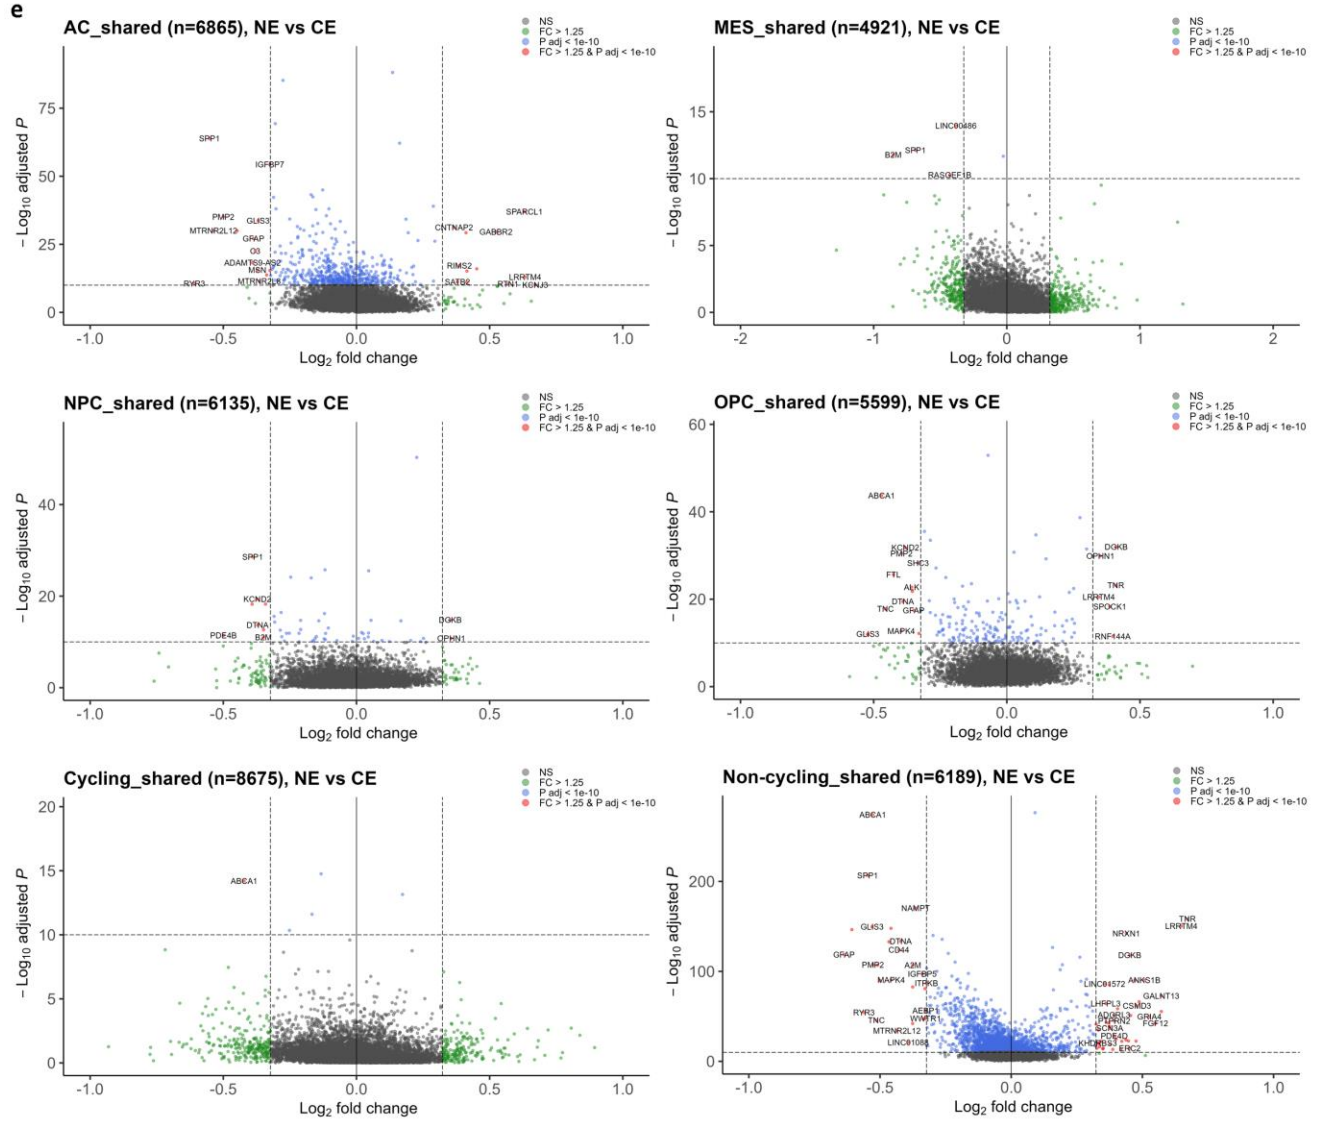 e
AC_shared (n=6865), NE vs CE
NS
FC > 1.25
P adj < 1e-10
FC > 1.25 & P adj < 1e-10
− Log10 adjusted P
75
50
25
0
SPP1
IGFBP7
PMP2
GLIS3
MTRNR2L12
GFAP
C3
ADAMTS9-AS2
MSN
MTRNR2L8
RYR3
SPARCL1
CNTNAP2
GABBR2
RIMS2
LRRTM4
SATB2
RTN1
KCNJ3
-1.0
-0.5
0.0
0.5
1.0
Log2 fold change
MES_shared (n=4921), NE vs CE
NS
FC > 1.25
P adj < 1e-10
FC > 1.25 & P adj < 1e-10
− Log10 adjusted P
15
10
5
0
LINC00486
SPP1
B2M
RASGEF1B
-2
-1
0
1
2
Log2 fold change
NPC_shared (n=6135), NE vs CE
NS
FC > 1.25
P adj < 1e-10
FC > 1.25 & P adj < 1e-10
− Log10 adjusted P
40
20
0
SPP1
KCND2
DTNA
PDE4B
B2M
DGKB
OPHN1
-1.0
-0.5
0.0
0.5
1.0
Log2 fold change
OPC_shared (n=5599), NE vs CE
NS
FC > 1.25
P adj < 1e-10
FC > 1.25 & P adj < 1e-10
− Log10 adjusted P
60
40
20
0
ABCA1
KCND2
PMP2
SHC3
FTL
ALK
DTNA
TNC
GFAP
MAPK4
GLIS3
DGKB
OPHN1
TNR
LRRTM4
SPOCK1
RNF144A
-1.0
-0.5
0.0
0.5
1.0
Log2 fold change
Cycling_shared (n=8675), NE vs CE
NS
FC > 1.25
P adj < 1e-10
FC > 1.25 & P adj < 1e-10
− Log10 adjusted P
20
15
10
5
0
ABCA1
-1.0
-0.5
0.0
0.5
1.0
Log2 fold change
Non-cycling_shared (n=6189), NE vs CE
NS
FC > 1.25
P adj < 1e-10
FC > 1.25 & P adj < 1e-10
− Log10 adjusted P
200
100
0
ABCA1
SPP1
NAMPT
GLIS3
DTNA
CD44
GFAP
PMP2
A2M
IGFBP5
MAPK4
ITPKB
RYR3
AEBP1
TNC
WWTR1
MTRNR2L12
LINC01088
TNR
LRRTM4
NRXN1
DGKB
ANKS1B
LINC01572
GALNT13
LHFPL3
CSMD3
ADGRL3
GRIA4
PTPRN2
FGF12
SCN3A
PDE4D
KHDRBS3
ERC2
-1.0
-0.5
0.0
0.5
1.0
Log2 fold change